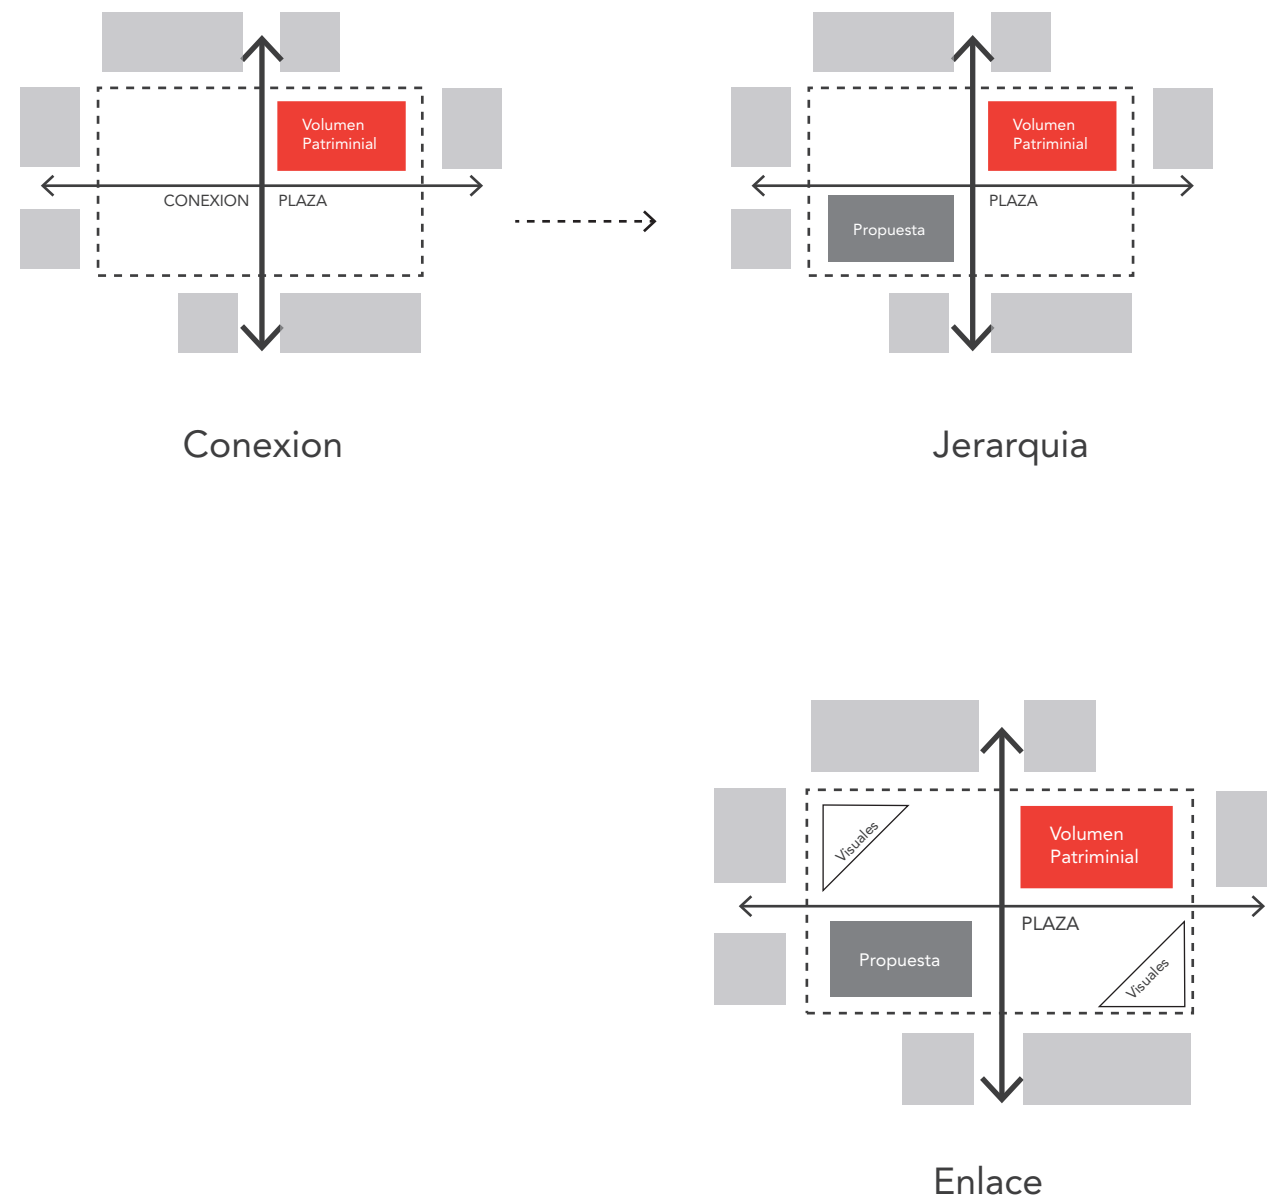 Volumen
Patriminial
CONEXION
PLAZA
Conexion
Volumen
Patriminial
PLAZA
Propuesta
Jerarquia
Visuales
Volumen
Patriminial
PLAZA
Propuesta
Visuales
Enlace